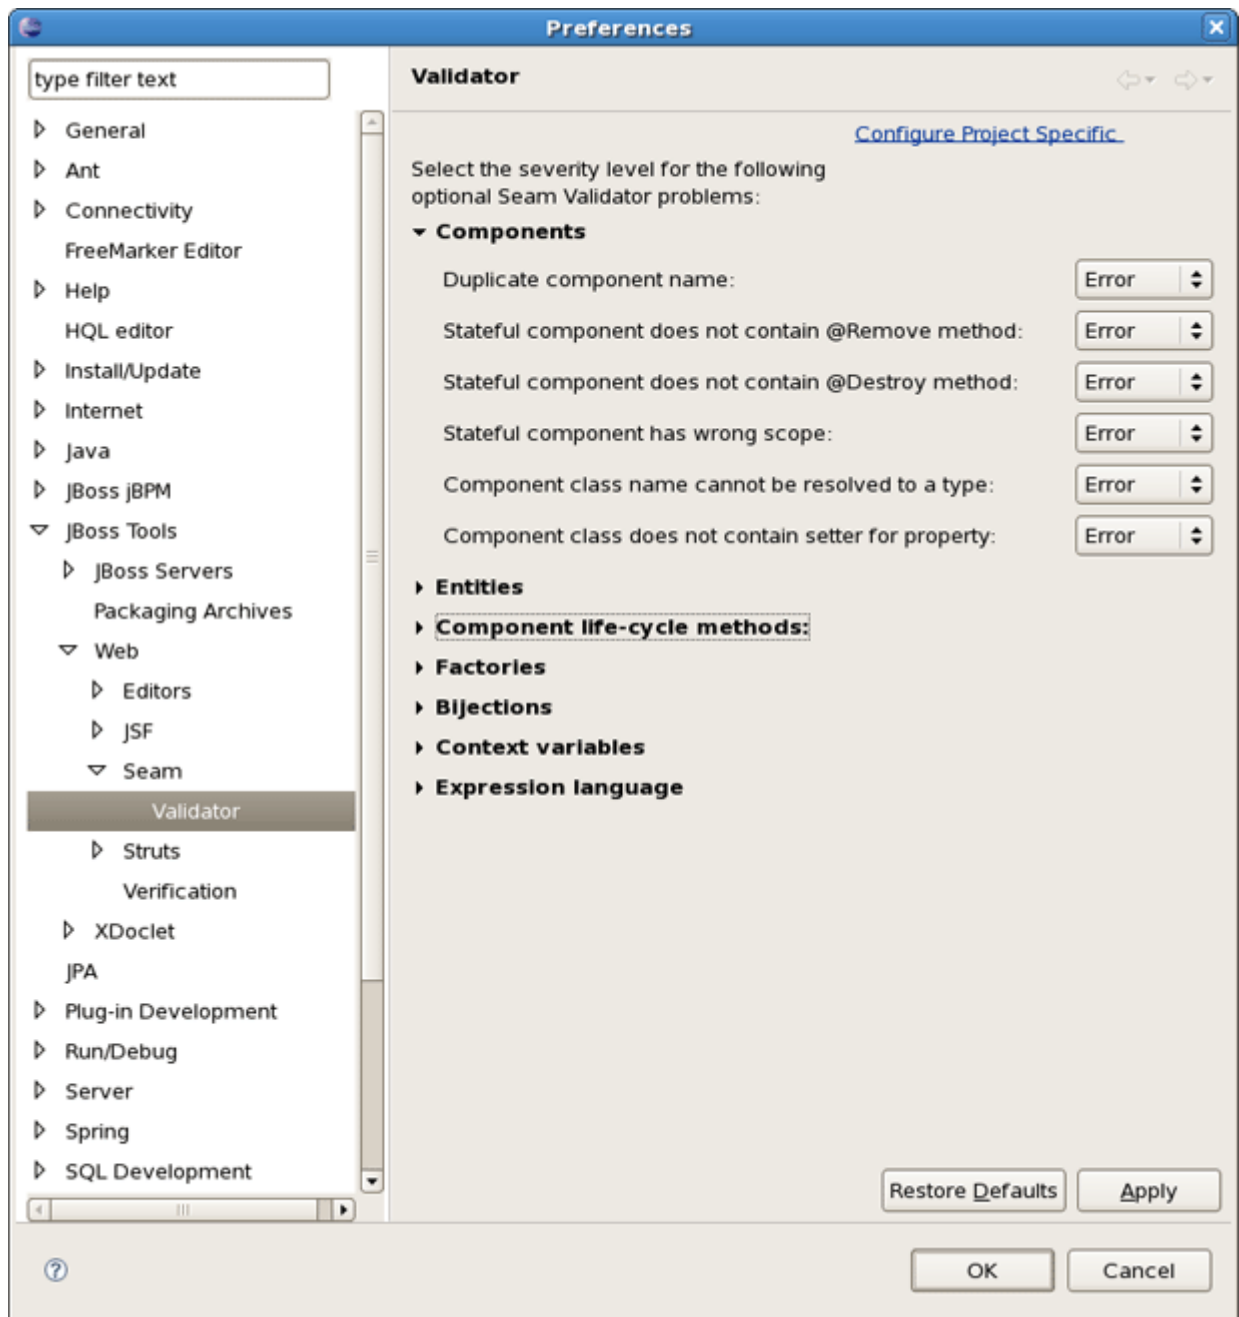 Preferences
type filter text
General
Ant
Connectivity
FreeMarker Editor
Help
HQL editor
Install/Update
Internet
Java
JBoss jBPM
JBoss Tools
JBoss Servers
Packaging Archives
Web
Editors
JSF
Seam
Validator
Struts
Verification
XDoclet
JPA
Plug-in Development
Run/Debug
Server
Spring
SQL Development
Validator
Configure Project Specific
Select the severity level for the following
optional Seam Validator problems:
Components
Duplicate component name: Error
Stateful component does not contain @Remove method: Error
Stateful component does not contain @Destroy method: Error
Stateful component has wrong scope: Error
Component class name cannot be resolved to a type: Error
Component class does not contain setter for property: Error
Entities
Component life-cycle methods:
Factories
Bijections
Context variables
Expression language
Restore Defaults Apply
OK Cancel